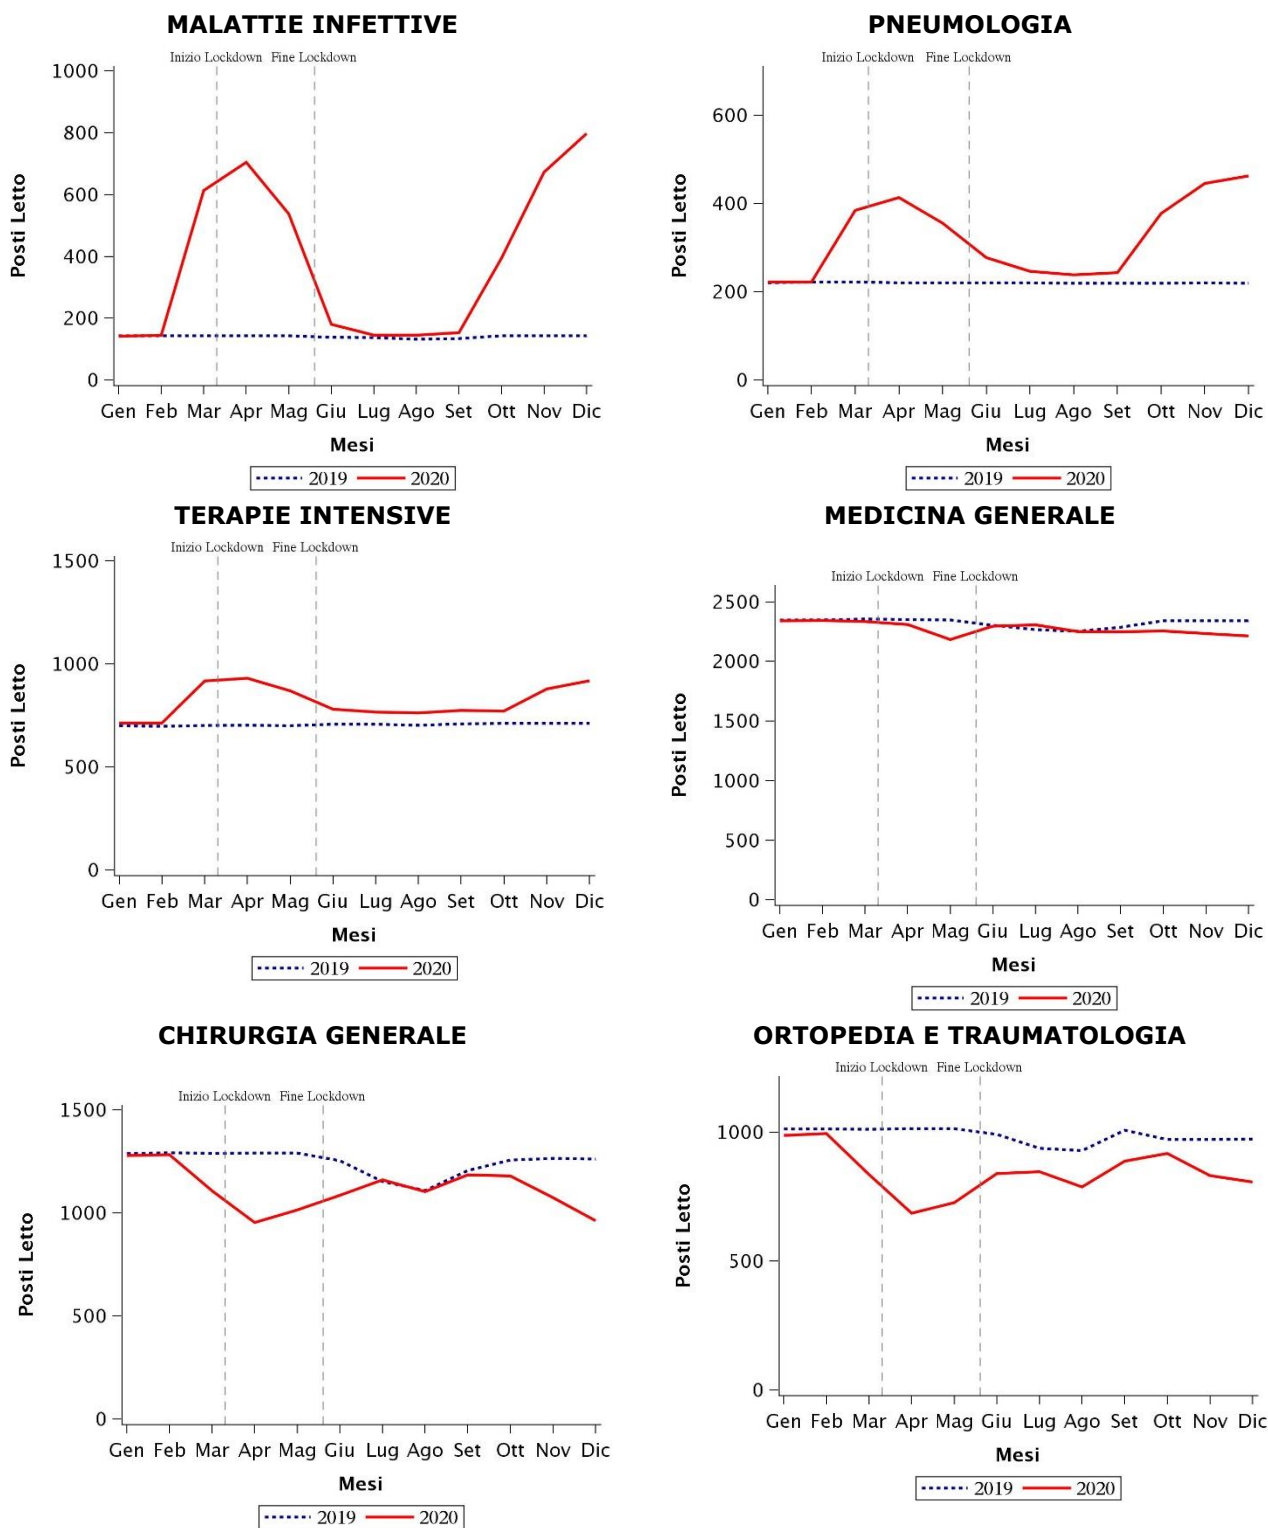 MALATTIE INFETTIVE
Inizio Lockdown Fine Lockdown
1000
800
600
400
200
0
Posti Letto
Gen Feb Mar Apr Mag Giu Lug Ago Set Ott Nov Dic
Mesi
2019 2020
PNEUMOLOGIA
Inizio Lockdown Fine Lockdown
600
400
200
0
Posti Letto
Gen Feb Mar Apr Mag Giu Lug Ago Set Ott Nov Dic
Mesi
2019 2020
TERAPIE INTENSIVE
Inizio Lockdown Fine Lockdown
1500
1000
500
0
Posti Letto
Gen Feb Mar Apr Mag Giu Lug Ago Set Ott Nov Dic
Mesi
2019 2020
MEDICINA GENERALE
Inizio Lockdown Fine Lockdown
2500
2000
1500
1000
500
0
Posti Letto
Gen Feb Mar Apr Mag Giu Lug Ago Set Ott Nov Dic
Mesi
2019 2020
CHIRURGIA GENERALE
Inizio Lockdown Fine Lockdown
1500
1000
500
0
Posti Letto
Gen Feb Mar Apr Mag Giu Lug Ago Set Ott Nov Dic
Mesi
2019 2020
ORTOPEDIA E TRAUMATOLOGIA
Inizio Lockdown Fine Lockdown
1000
500
0
Posti Letto
Gen Feb Mar Apr Mag Giu Lug Ago Set Ott Nov Dic
Mesi
2019 2020